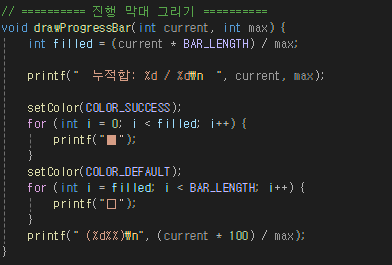 // ========== 진행 막대 그리기 ==========
void drawProgressBar(int current, int max) {
    int filled = (current * BAR_LENGTH) / max;

    printf("  누적합: %d / %d₩n  ", current, max);

    setColor(COLOR_SUCCESS);
    for (int i = 0; i < filled; i++) {
        printf("■");
    }
    setColor(COLOR_DEFAULT);
    for (int i = filled; i < BAR_LENGTH; i++) {
        printf("□");
    }
    printf(" (%d%%)₩n", (current * 100) / max);
}